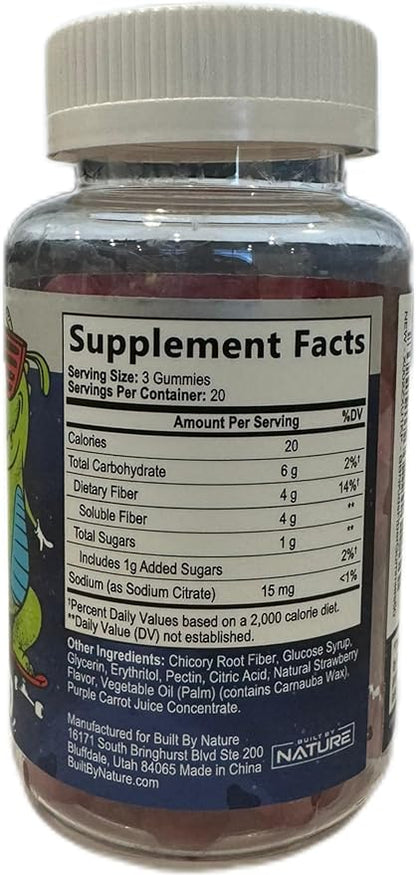 Supplement Facts
Serving Size: 3 Gummies
Servings Per Container: 20
Amount Per Serving %DV
Calories 20
Total Carbohydrate 6 g 2%†
Dietary Fiber 4 g 14%†
Soluble Fiber 4 g **
Total Sugars 1 g **
Includes 1g Added Sugars 2%†
Sodium (as Sodium Citrate) 15 mg <1%
†Percent Daily Values based on a 2,000 calorie diet.
**Daily Value (DV) not established.
Other Ingredients: Chicory Root Fiber, Glucose Syrup,
Glycerin, Erythritol, Pectin, Citric Acid, Natural Strawberry
Flavor, Vegetable Oil (Palm) (contains Carnauba Wax),
Purple Carrot Juice Concentrate.
Manufactured for Built By Nature
16171 South Bringhurst Blvd Ste 200
Bluffdale, Utah 84065 Made in China
BuiltByNature.com
BUILT BY
NATURE